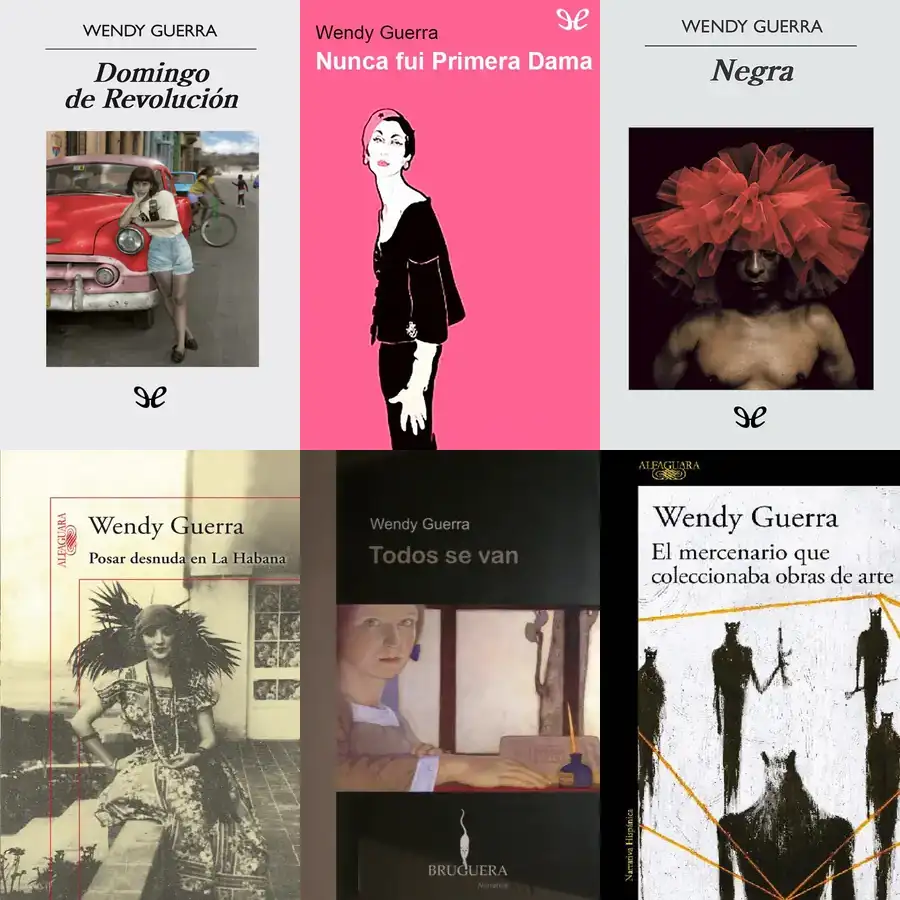 WENDY GUERRA
Domingo
de Revolución
Wendy Guerra
Nunca fui Primera Dama
WENDY GUERRA
Negra
ALFAGUARA
Wendy Guerra
Posar desnuda en La Habana
Wendy Guerra
Todos se van
BRUGUERA
Narrativa
ALFAGUARA
Wendy Guerra
El mercenario que
coleccionaba obras de arte
Narrativa Hispánica